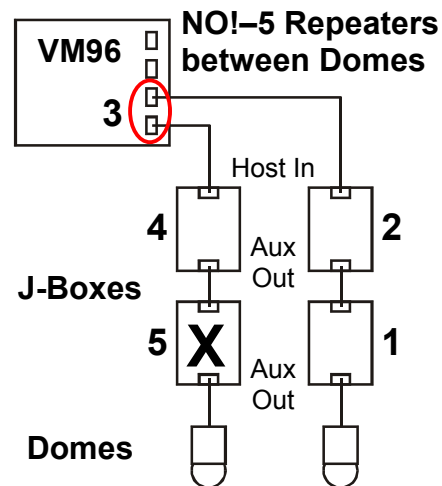 NO!–5 Repeaters
between Domes
VM96
3
Host In
4
2
Aux
Out
J-Boxes
5
X
1
Aux
Out
Domes